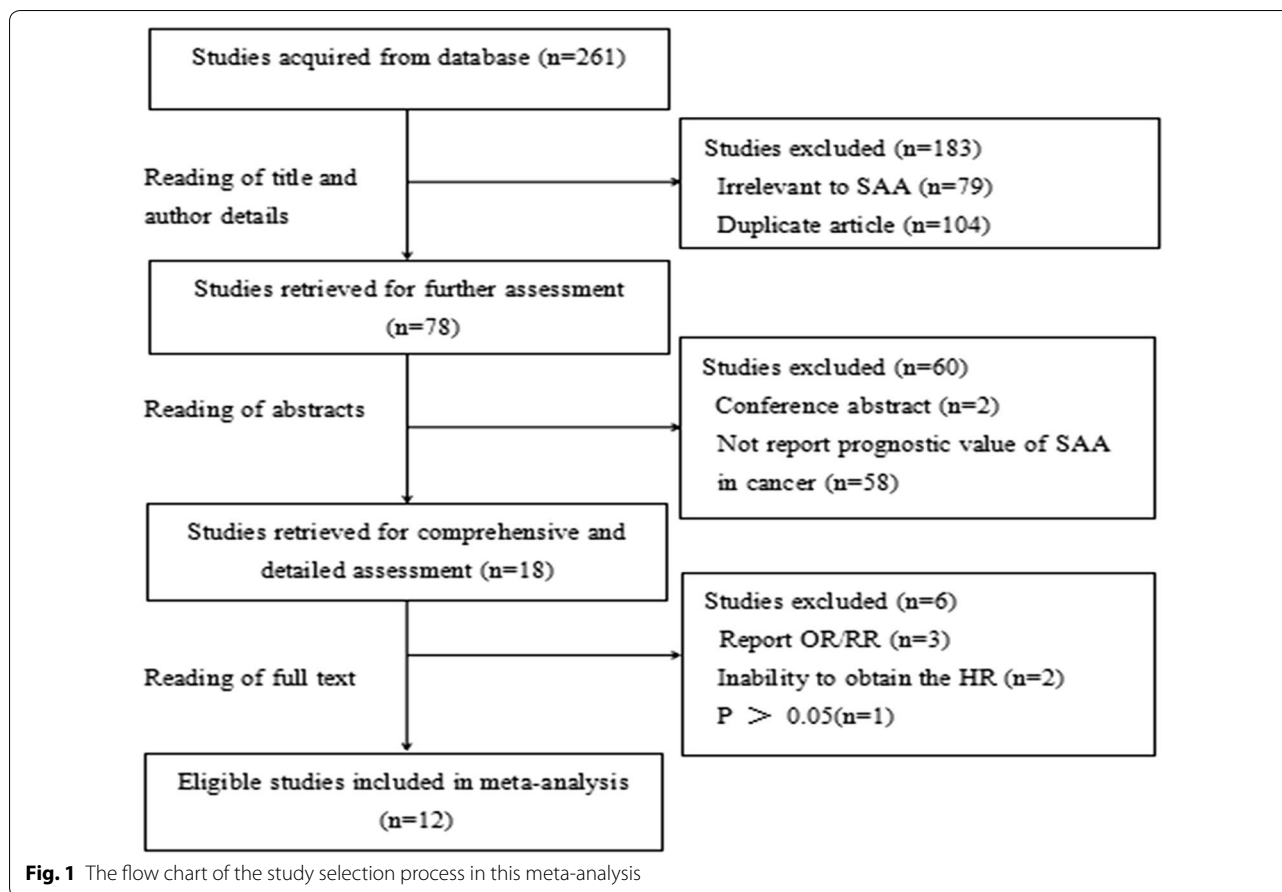 Studies acquired from database (n=261)
Reading of title and
author details
Studies excluded (n=183)
Irrelevant to SAA (n=79)
Duplicate article (n=104)
Studies retrieved for further assessment
(n=78)
Reading of abstracts
Studies excluded (n=60)
Conference abstract (n=2)
Not report prognostic value of SAA
in cancer (n=58)
Studies retrieved for comprehensive and
detailed assessment (n=18)
Reading of full text
Studies excluded (n=6)
Report OR/RR (n=3)
Inability to obtain the HR (n=2)
P > 0.05(n=1)
Eligible studies included in meta-analysis
(n=12)
Fig. 1 The flow chart of the study selection process in this meta-analysis